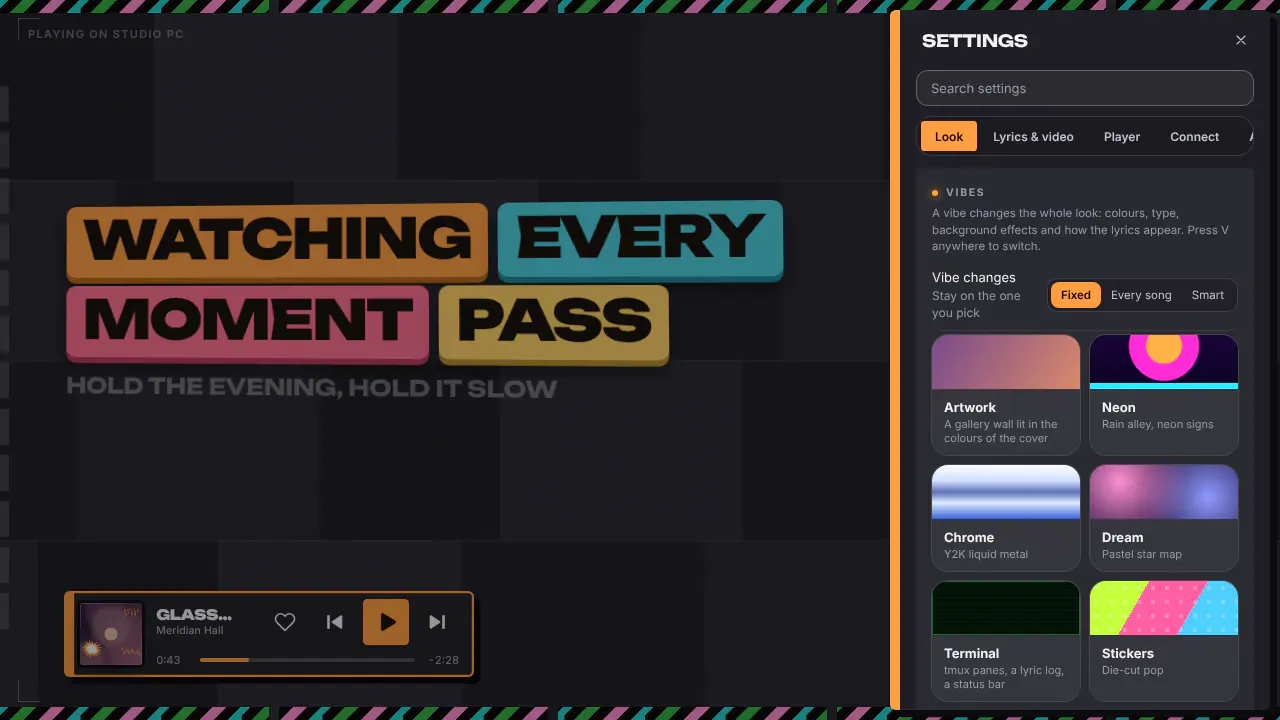 PLAYING ON STUDIO PC
WATCHING EVERY
MOMENT PASS
HOLD THE EVENING, HOLD IT SLOW
GLASS...
Meridian Hall
0:43
-2:28
SETTINGS
Search settings
Look
Lyrics & video
Player
Connect
VIBES
A vibe changes the whole look: colours, type,
background effects and how the lyrics appear. Press V
anywhere to switch.
Vibe changes
Stay on the one
you pick
Fixed
Every song
Smart
Artwork
A gallery wall lit in the
colours of the cover
Neon
Rain alley, neon signs
Chrome
Y2K liquid metal
Dream
Pastel star map
Terminal
tmux panes, a lyric log,
a status bar
Stickers
Die-cut pop